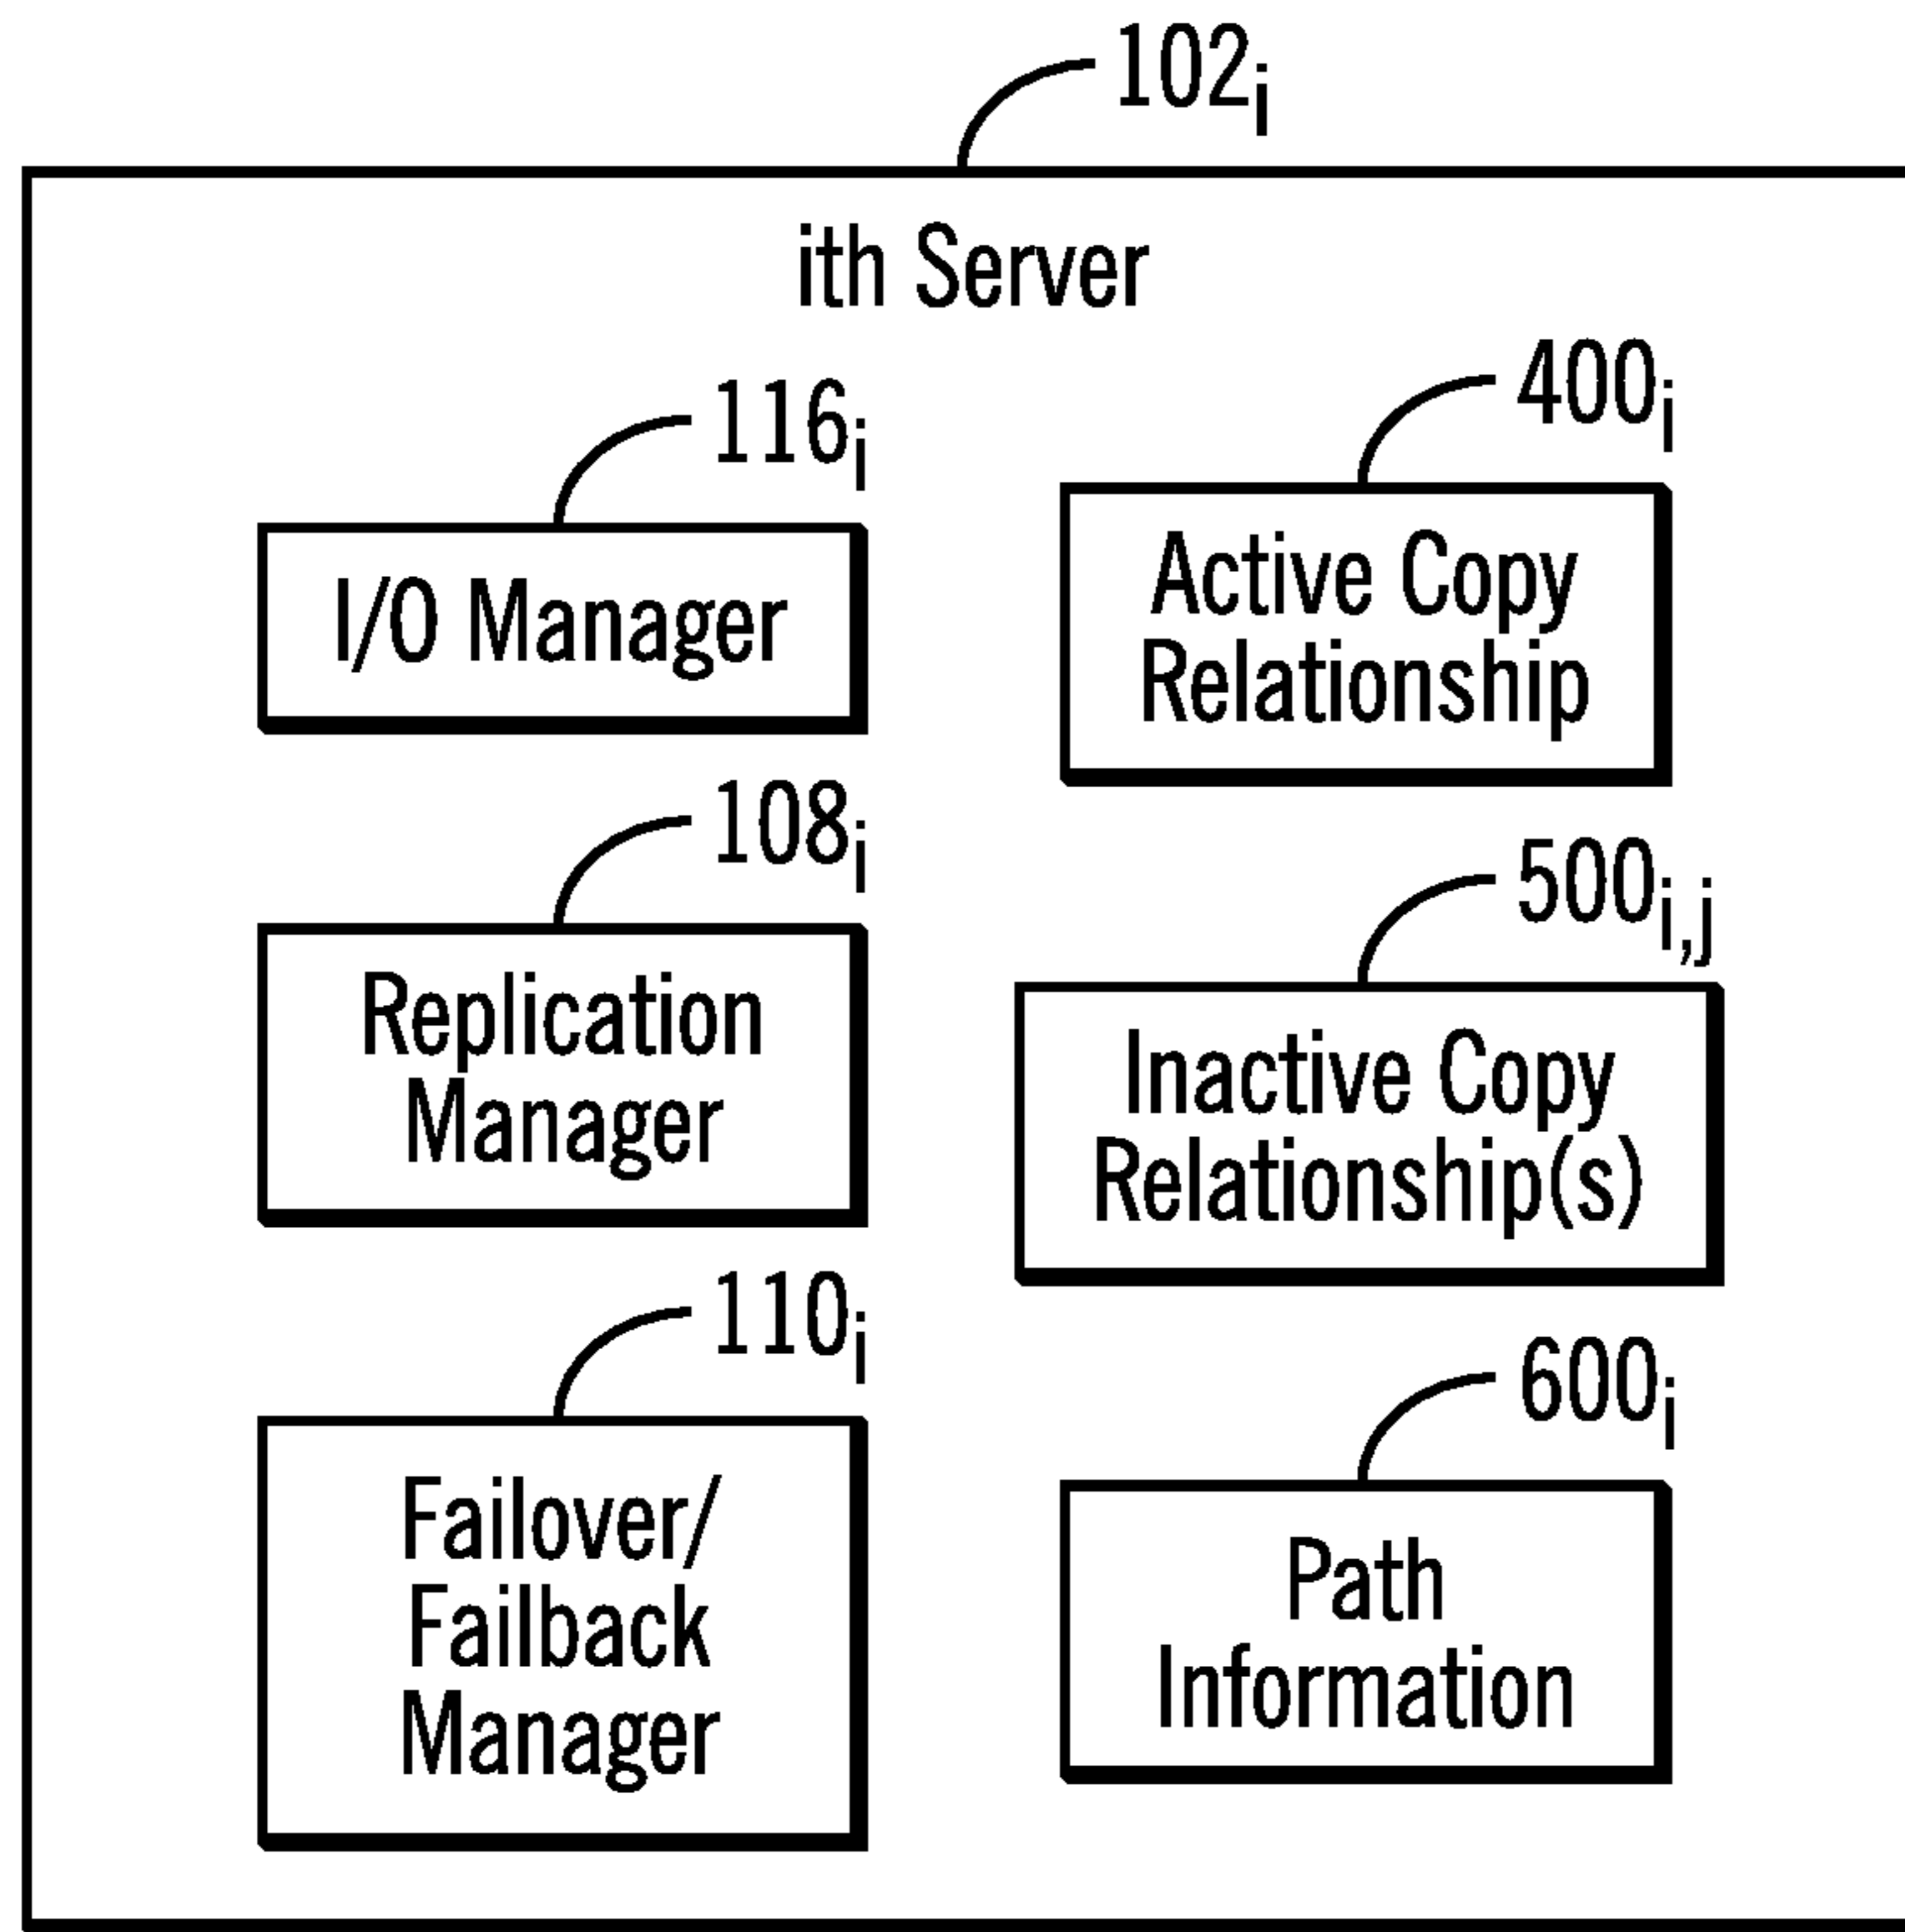 102i
ith Server
116i
I/O Manager
108i
Replication
Manager
110i
Failover/
Failback
Manager
400i
Active Copy
Relationship
500i,j
Inactive Copy
Relationship(s)
600i
Path
Information